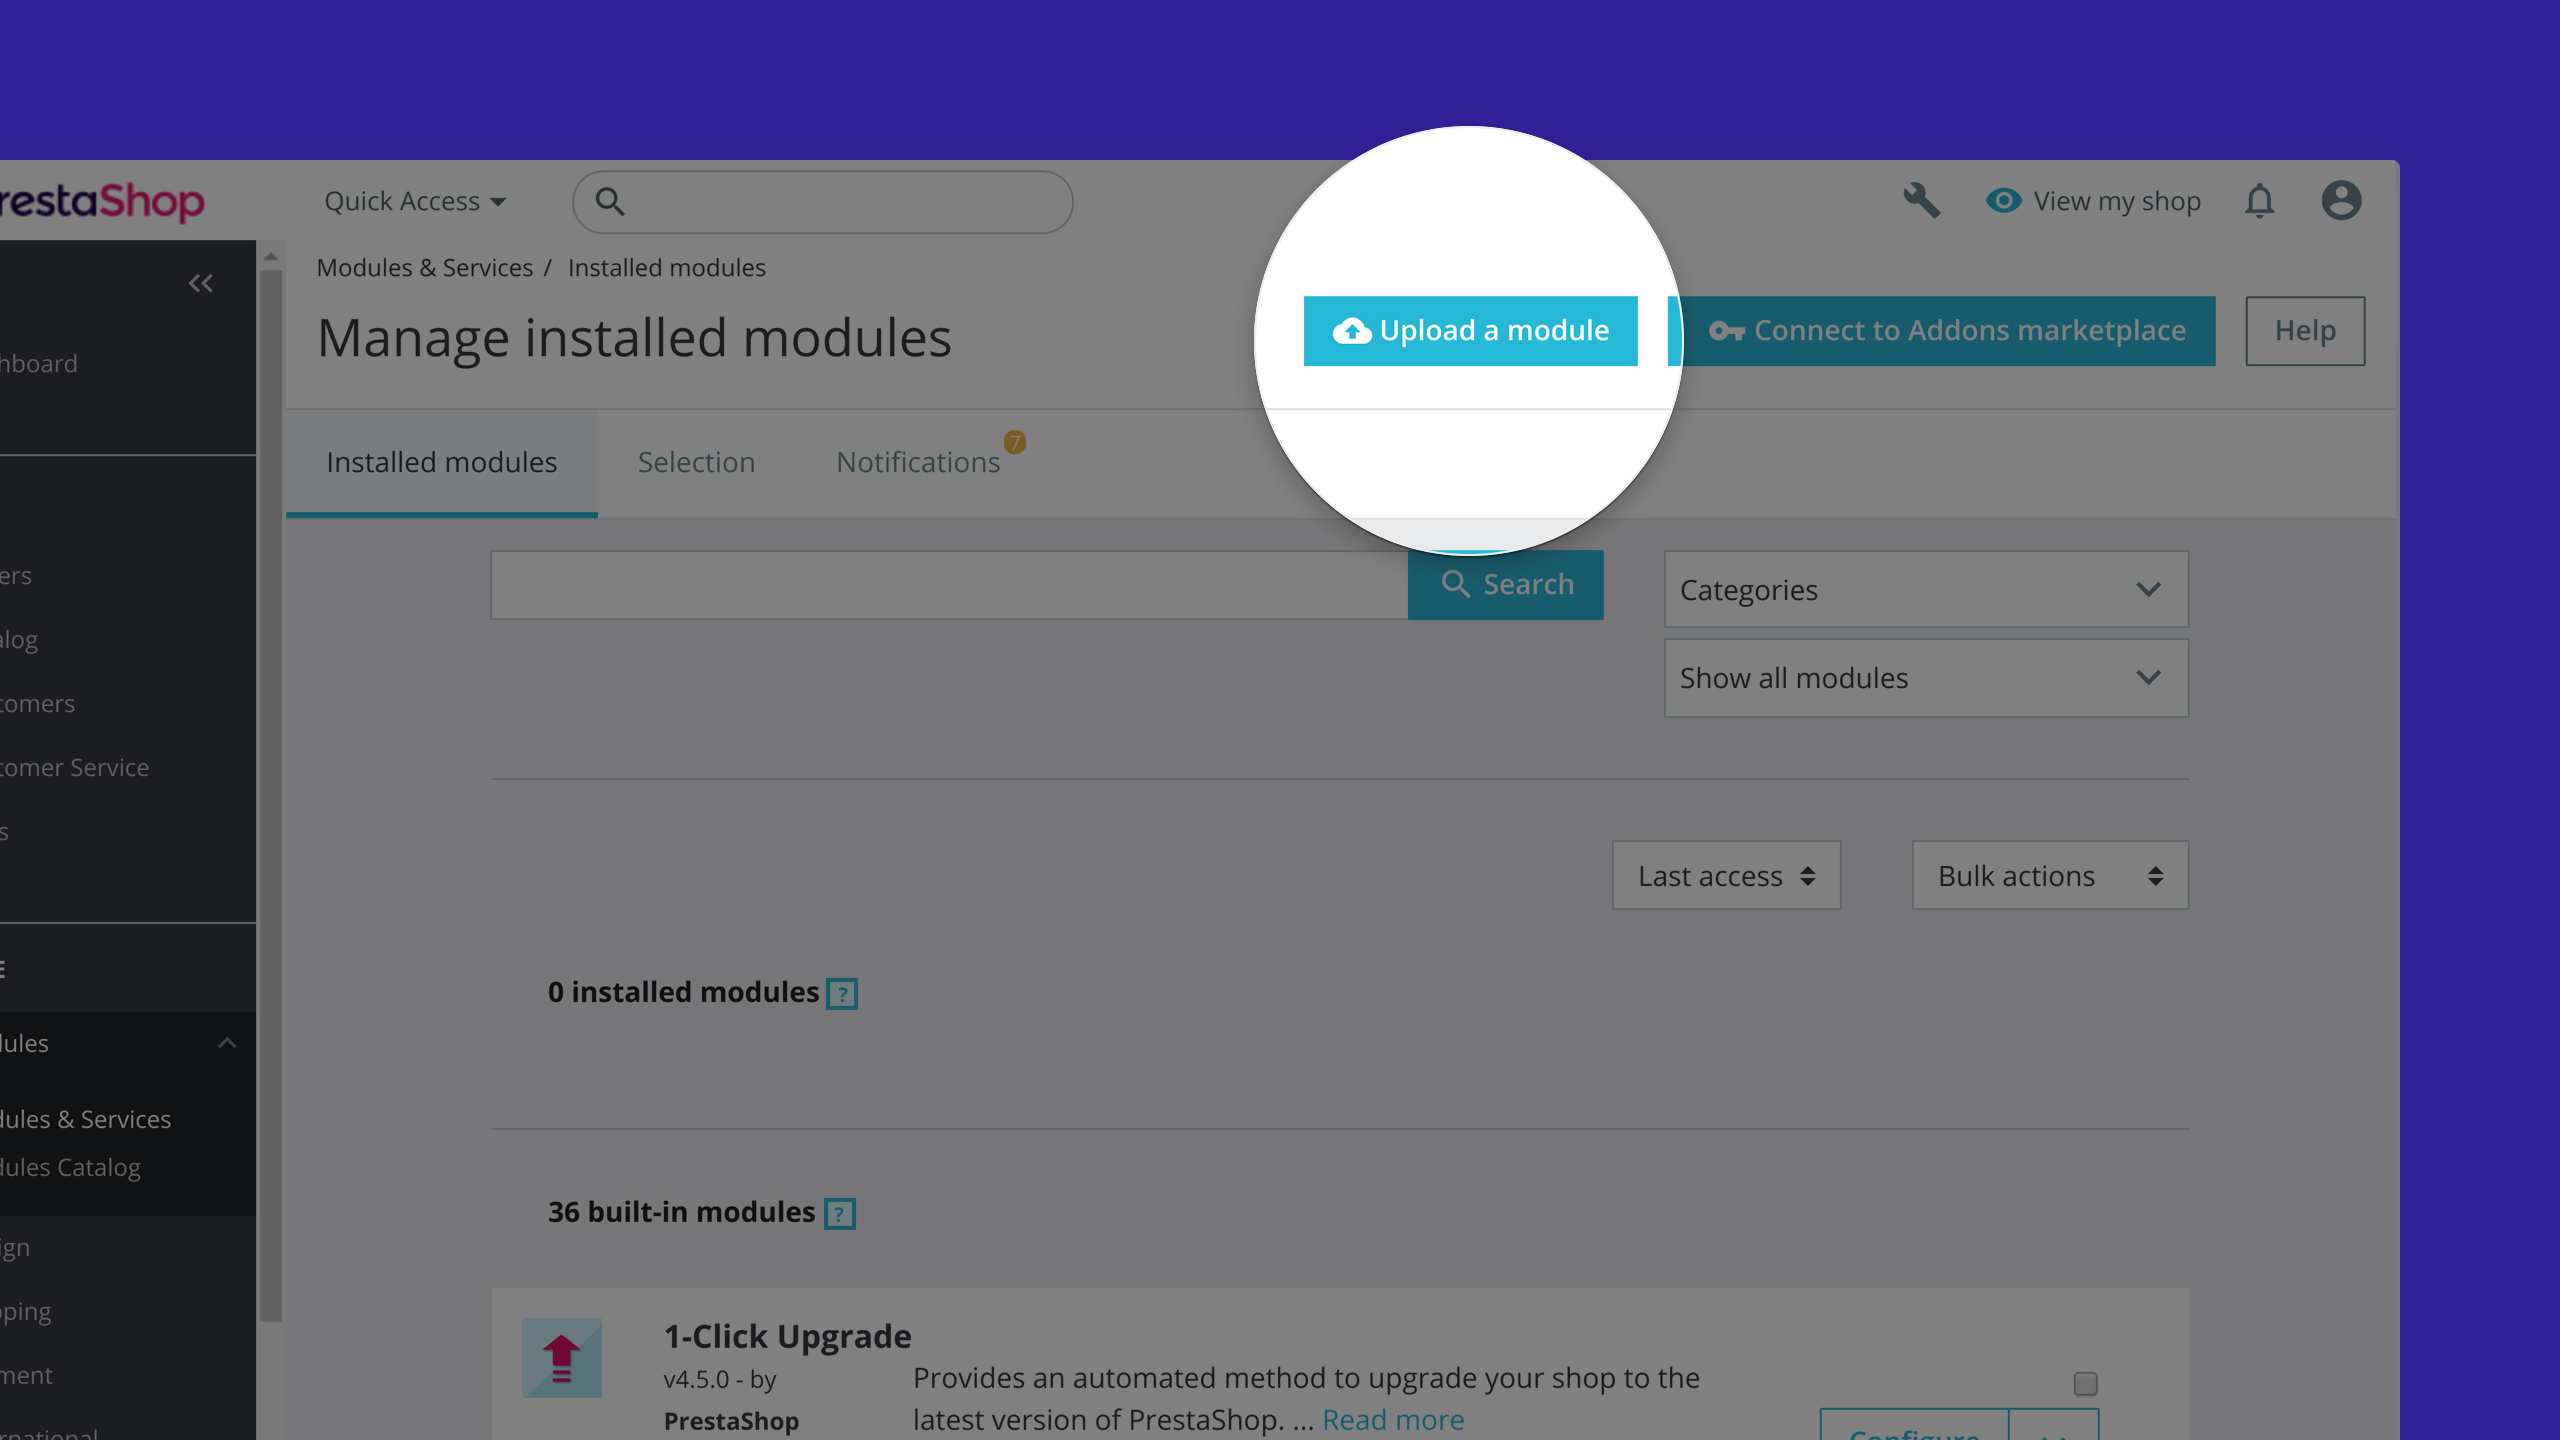 restaShop
Quick Access
View my shop
Modules & Services / Installed modules
Manage installed modules
Upload a module
Connect to Addons marketplace
Help
hboard
Installed modules
Selection
Notifications
7
ers
Search
Categories
alog
Show all modules
tomers
tomer Service
s
Last access
Bulk actions
E
0 installed modules ?
dules
dules & Services
dules Catalog
36 built-in modules ?
ign
pping
1-Click Upgrade
v4.5.0 - by
PrestaShop
Provides an automated method to upgrade your shop to the
latest version of PrestaShop. ... Read more
ment
rnational
Configure